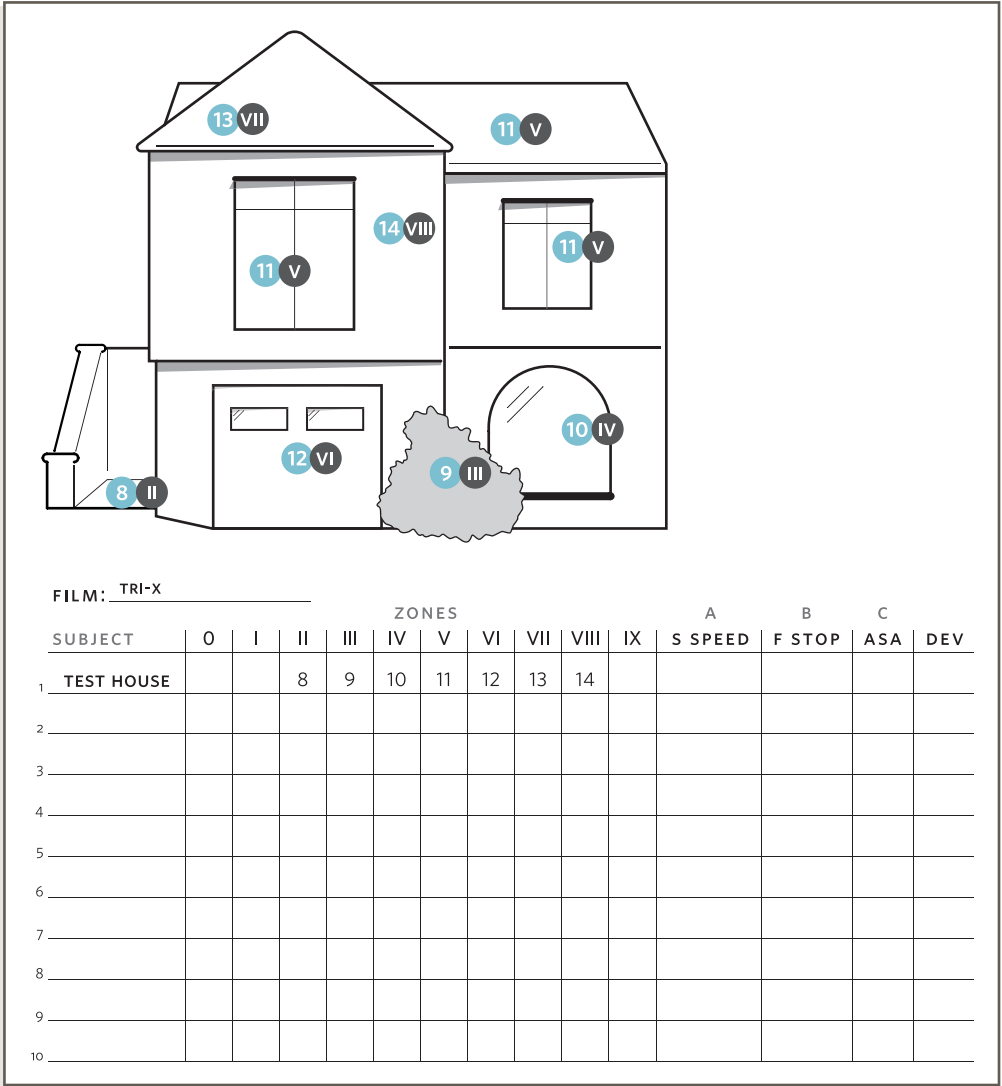 13 VII
11 V
14 VIII
11 V
11 V
10 IV
12 VI
9 III
8 II
FILM: TRI-X
ZONES A B C
SUBJECT 0 I II III IV V VI VII VIII IX S SPEED F STOP ASA DEV
1 TEST HOUSE 8 9 10 11 12 13 14
2
3
4
5
6
7
8
9
10